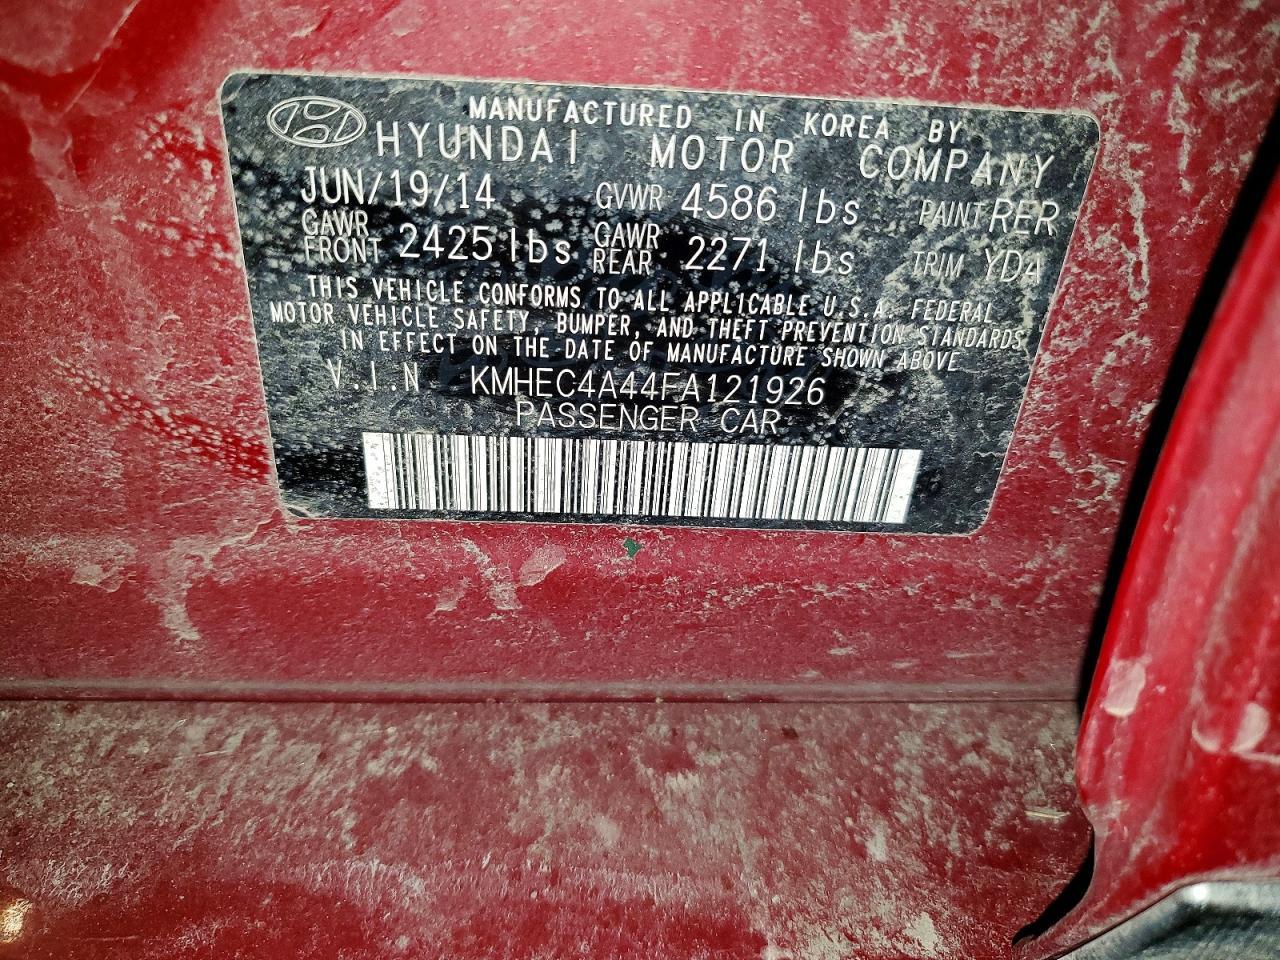 MANUFACTURED IN KOREA BY
HYUNDAI MOTOR COMPANY
JUN/19/14 GVWR 4586 lbs PAINT RER
GAWR FRONT 2425 lbs GAWR REAR 2271 lbs TRIM YDA
THIS VEHICLE CONFORMS TO ALL APPLICABLE U.S.A. FEDERAL
MOTOR VEHICLE SAFETY, BUMPER, AND THEFT PREVENTION STANDARDS
IN EFFECT ON THE DATE OF MANUFACTURE SHOWN ABOVE
V.I.N KMHEC4A44FA121926
PASSENGER CAR